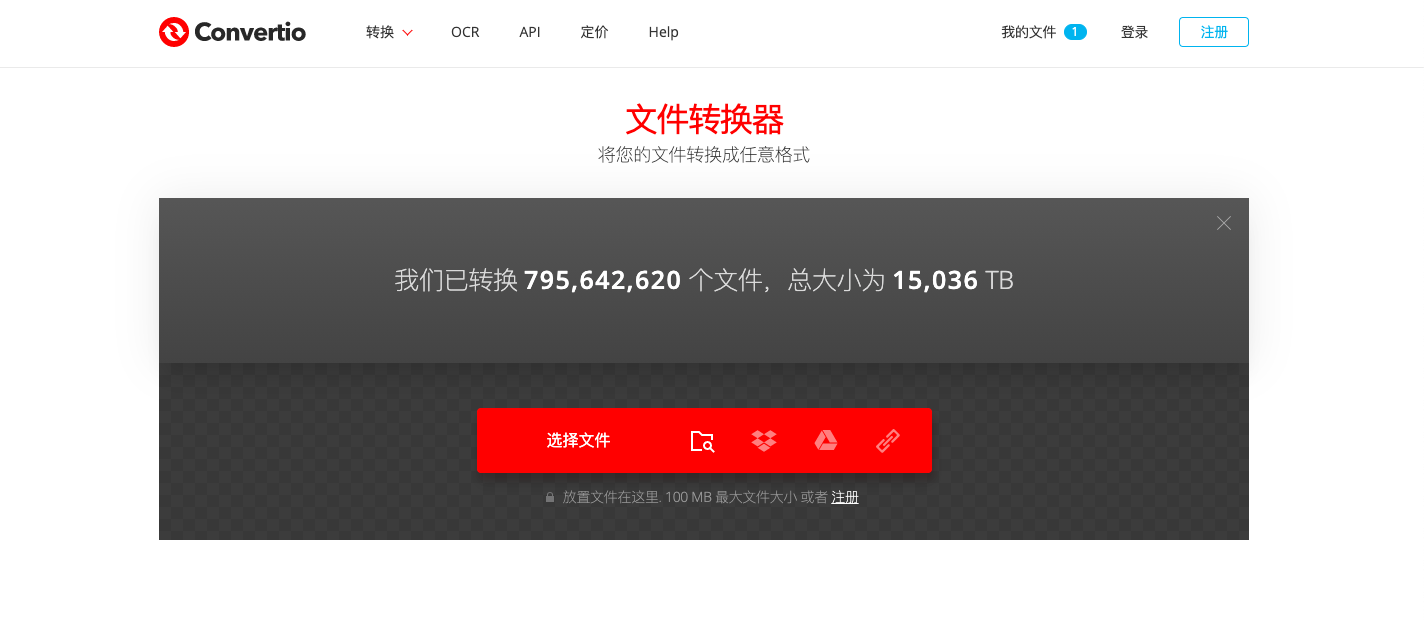 Convertio 转换 OCR API 定价 Help 我的文件 1 登录 注册
文件转换器
将您的文件转换成任意格式
我们已转换 795,642,620 个文件，总大小为 15,036 TB
选择文件
放置文件在这里. 100 MB 最大文件大小 或者 注册